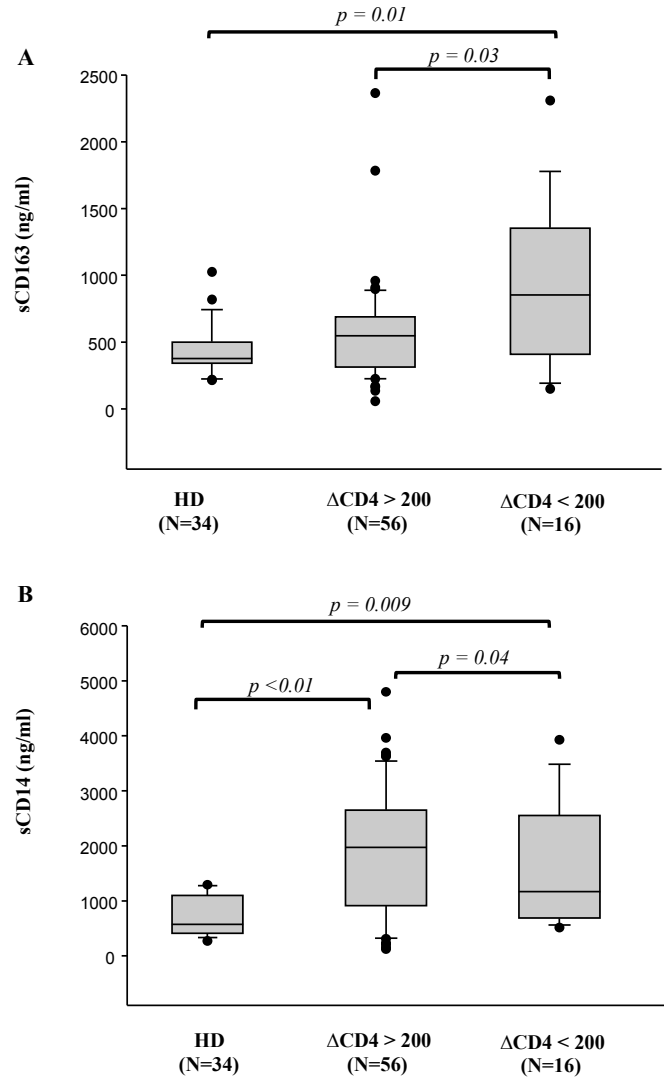 p = 0.01
A
p = 0.03
2500
2000
1500
1000
500
0
sCD163 (ng/ml)
HD
(N=34)
ΔCD4 > 200
(N=56)
ΔCD4 < 200
(N=16)
B
p = 0.009
6000
p = 0.04
p <0.01
5000
4000
3000
2000
1000
0
sCD14 (ng/ml)
HD
(N=34)
ΔCD4 > 200
(N=56)
ΔCD4 < 200
(N=16)